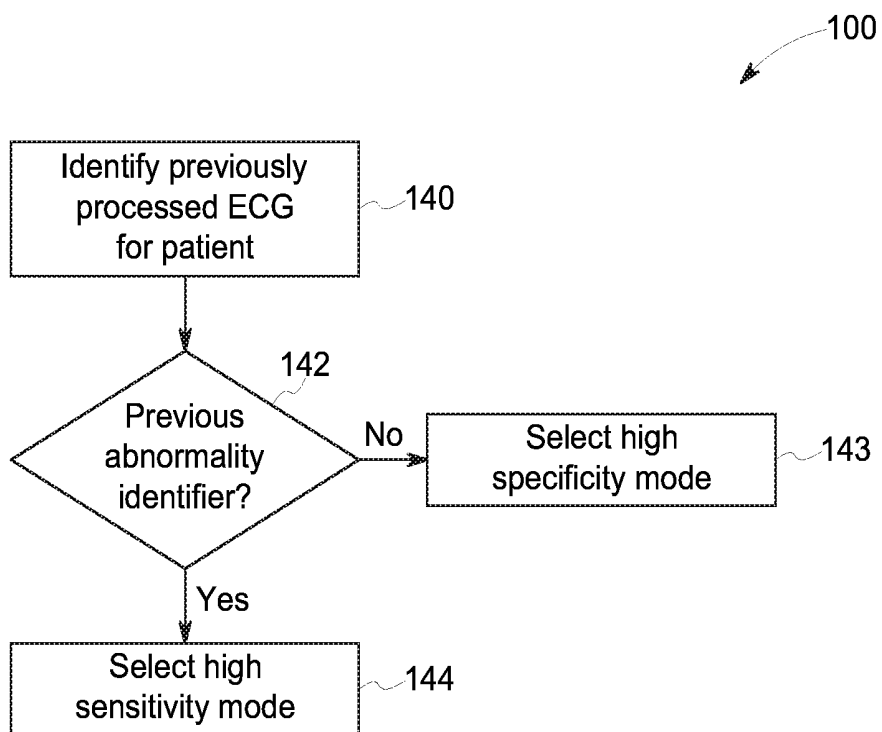 100
Identify previously
processed ECG
for patient
140
142
Previous
abnormality
identifier?
No
Select high
specificity mode
143
Yes
Select high
sensitivity mode
144